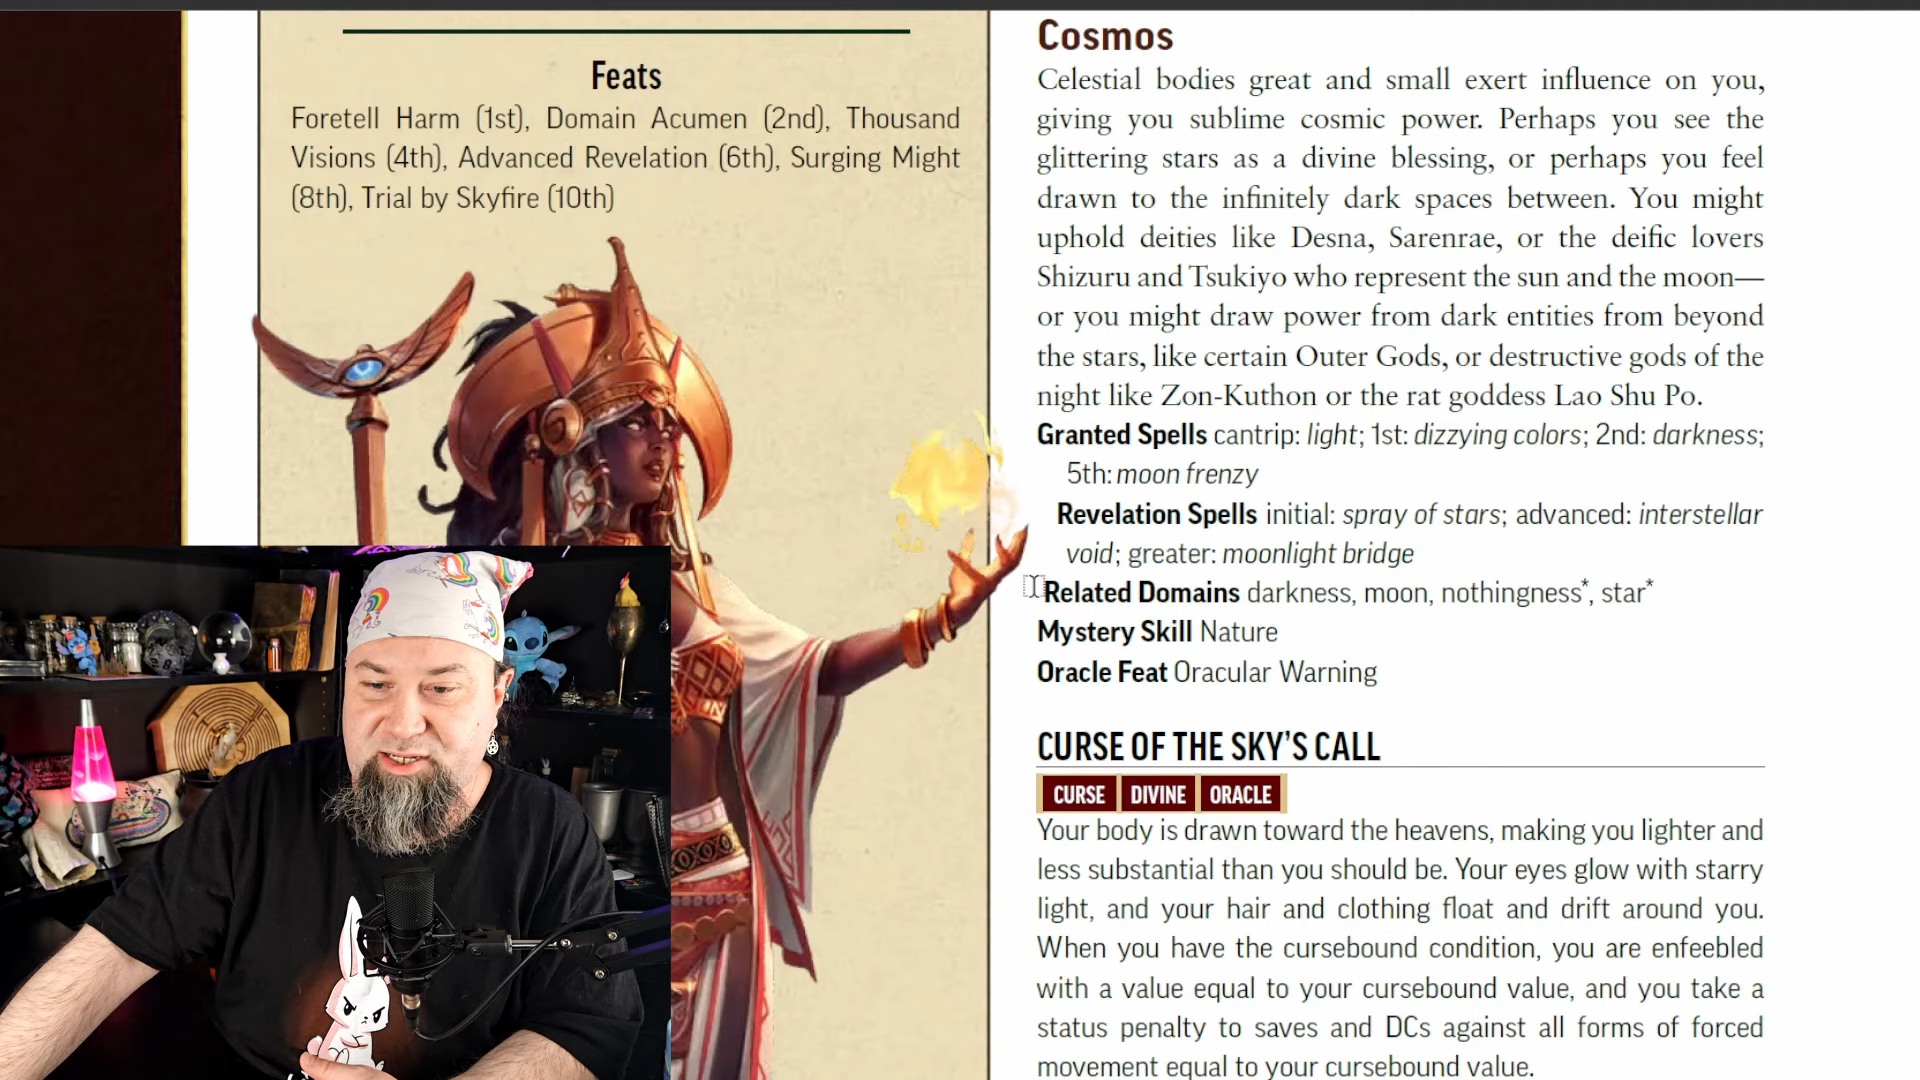 Feats
Foretell Harm (1st), Domain Acumen (2nd), Thousand
Visions (4th), Advanced Revelation (6th), Surging Might
(8th), Trial by Skyfire (10th)
Cosmos
Celestial bodies great and small exert influence on you,
giving you sublime cosmic power. Perhaps you see the
glittering stars as a divine blessing, or perhaps you feel
drawn to the infinitely dark spaces between. You might
uphold deities like Desna, Sarenrae, or the deific lovers
Shizuru and Tsukiyo who represent the sun and the moon—
or you might draw power from dark entities from beyond
the stars, like certain Outer Gods, or destructive gods of the
night like Zon-Kuthon or the rat goddess Lao Shu Po.
Granted Spells cantrip: light; 1st: dizzying colors; 2nd: darkness;
5th: moon frenzy
Revelation Spells initial: spray of stars; advanced: interstellar
void; greater: moonlight bridge
Related Domains darkness, moon, nothingness*, star*
Mystery Skill Nature
Oracle Feat Oracular Warning
CURSE OF THE SKY'S CALL
CURSE DIVINE ORACLE
Your body is drawn toward the heavens, making you lighter and
less substantial than you should be. Your eyes glow with starry
light, and your hair and clothing float and drift around you.
When you have the cursebound condition, you are enfeebled
with a value equal to your cursebound value, and you take a
status penalty to saves and DCs against all forms of forced
movement equal to your cursebound value.